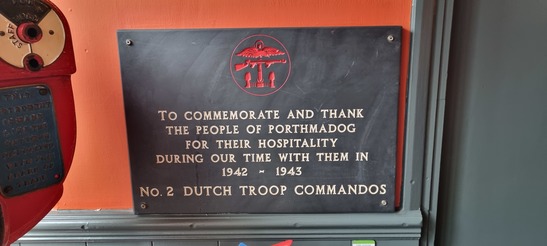 TO COMMEMORATE AND THANK
THE PEOPLE OF PORTHMADOG
FOR THEIR HOSPITALITY
DURING OUR TIME WITH THEM IN
1942 ~ 1943
NO. 2 DUTCH TROOP COMMANDOS